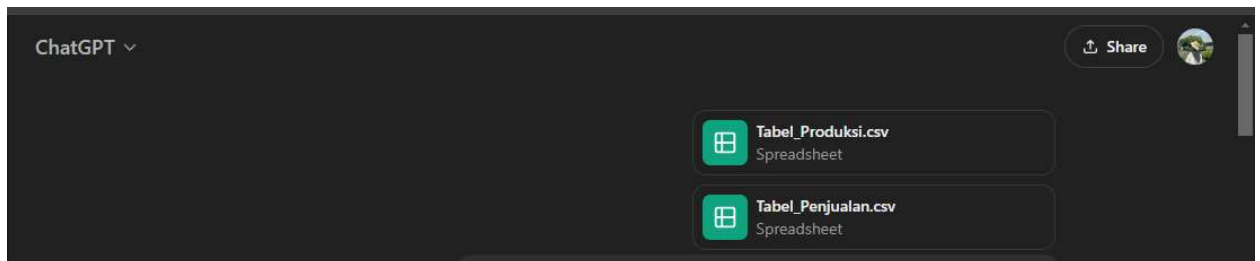 ChatGPT
Share
Tabel_Produksi.csv
Spreadsheet
Tabel_Penjualan.csv
Spreadsheet